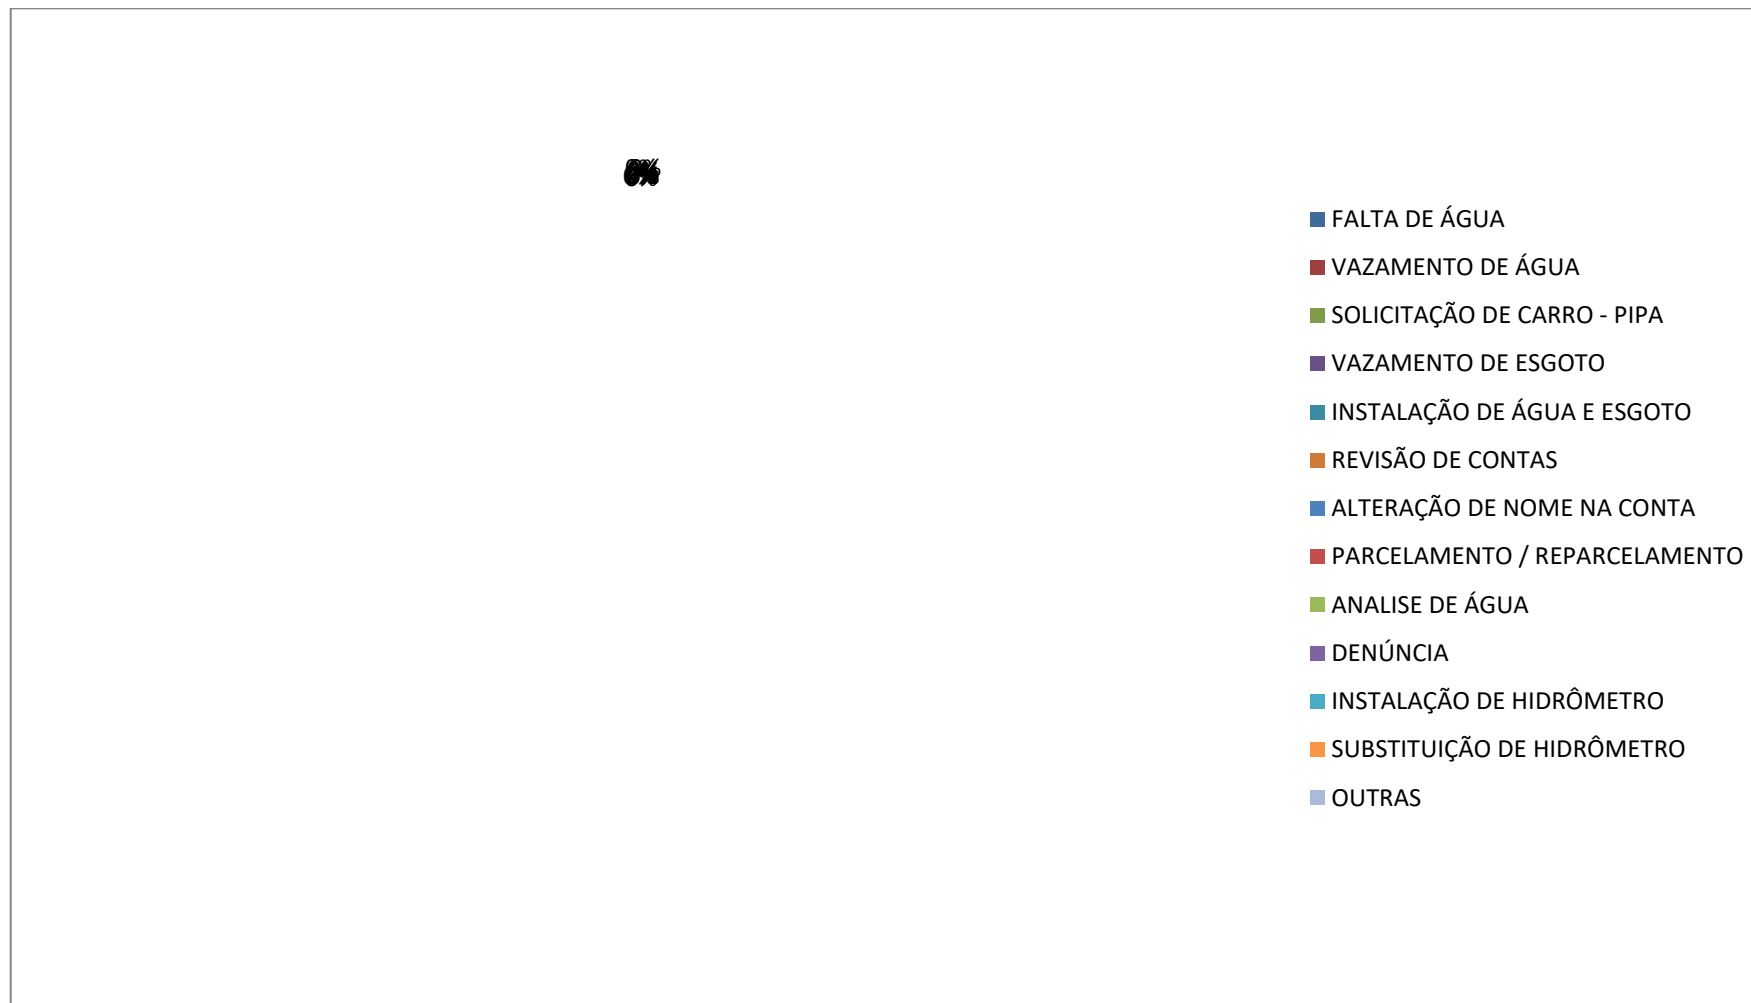 FALTA DE ÁGUA
VAZAMENTO DE ÁGUA
SOLICITAÇÃO DE CARRO - PIPA
VAZAMENTO DE ESGOTO
INSTALAÇÃO DE ÁGUA E ESGOTO
REVISÃO DE CONTAS
ALTERAÇÃO DE NOME NA CONTA
PARCELAMENTO / REPARCELAMENTO
ANALISE DE ÁGUA
DENÚNCIA
INSTALAÇÃO DE HIDRÔMETRO
SUBSTITUIÇÃO DE HIDRÔMETRO
OUTRAS